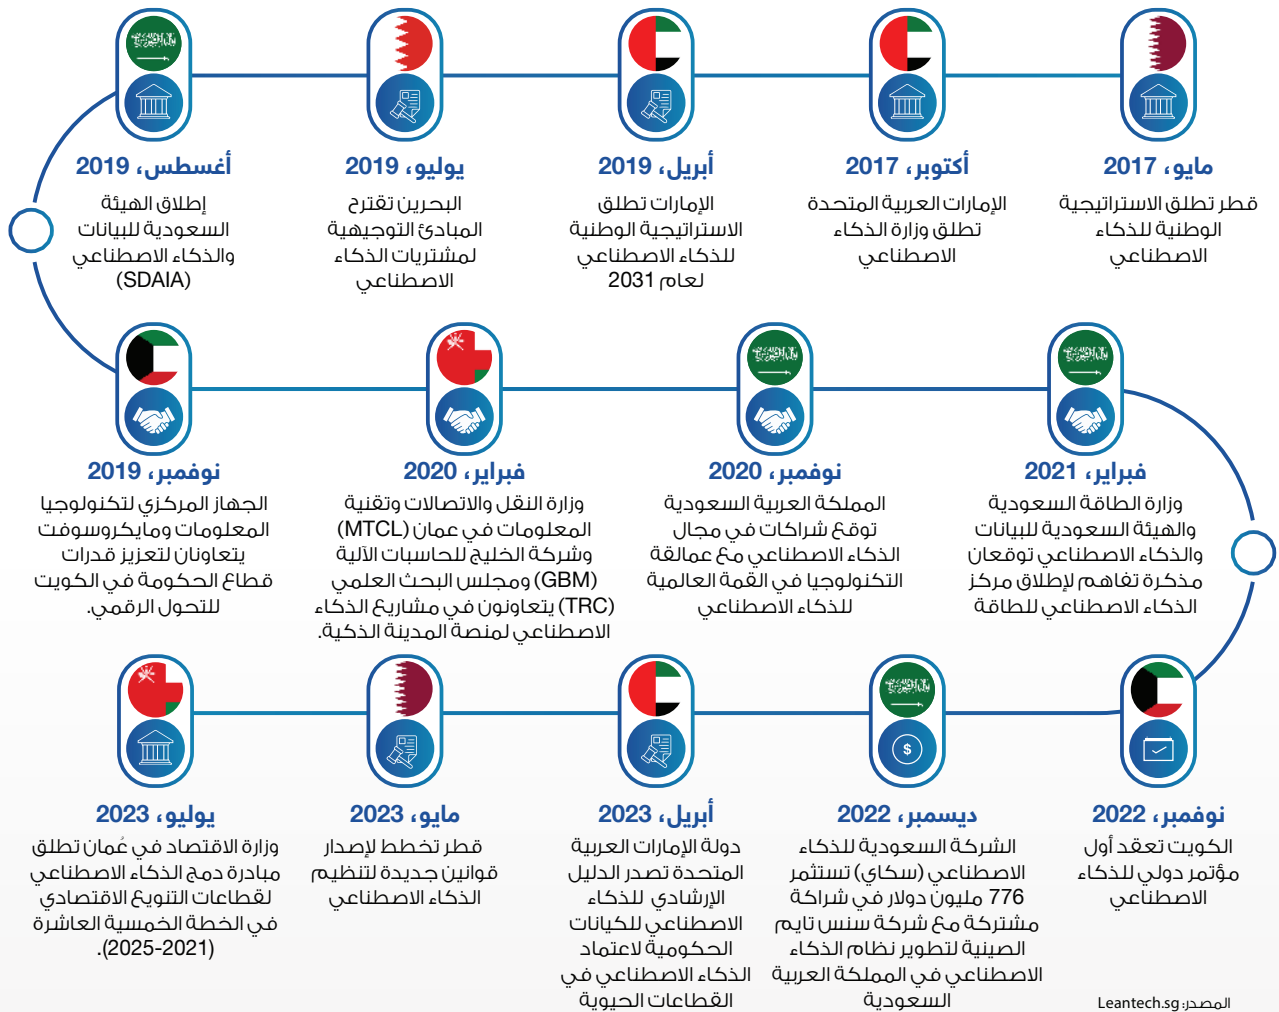 مايو، 2017
قطر تطلق الاستراتيجية
الوطنية للذكاء
الاصطناعي
أكتوبر، 2017
الإمارات العربية المتحدة
تطلق وزارة الذكاء
الاصطناعي
أبريل، 2019
الإمارات تطلق
الاستراتيجية الوطنية
للذكاء الاصطناعي
لعام 2031
يوليو، 2019
البحرين تقترح
المبادئ التوجيهية
لمشتريات الذكاء
الاصطناعي
أغسطس، 2019
إطلاق الهيئة
السعودية للبيانات
والذكاء الاصطناعي
(SDAIA)
نوفمبر، 2019
الجهاز المركزي لتكنولوجيا
المعلومات ومايكروسوفت
يتعاونان لتعزيز قدرات
قطاع الحكومة في الكويت
للتحول الرقمي.
فبراير، 2020
وزارة النقل والاتصالات وتقنية
المعلومات في عمان (MTCL)
وشركة الخليج للحاسبات الآلية
(GBM) ومجلس البحث العلمي
(TRC) يتعاونون في مشاريع الذكاء
الاصطناعي لمنصة المدينة الذكية.
نوفمبر، 2020
المملكة العربية السعودية
توقع شراكات في مجال
الذكاء الاصطناعي مع عمالقة
التكنولوجيا في القمة العالمية
للذكاء الاصطناعي
فبراير، 2021
وزارة الطاقة السعودية
والهيئة السعودية للبيانات
والذكاء الاصطناعي توقعان
مذكرة تفاهم لإطلاق مركز
الذكاء الاصطناعي للطاقة
نوفمبر، 2022
الكويت تعقد أول
مؤتمر دولي للذكاء
الاصطناعي
ديسمبر، 2022
الشركة السعودية للذكاء
الاصطناعي (سكاي) تستثمر
776 مليون دولار في شراكة
مشتركة مع شركة سنس تايم
الصينية لتطوير نظام الذكاء
الاصطناعي في المملكة العربية
السعودية
أبريل، 2023
دولة الإمارات العربية
المتحدة تصدر الدليل
الإرشادي للذكاء
الاصطناعي للكيانات
الحكومية لاعتماد
الذكاء الاصطناعي في
القطاعات الحيوية
مايو، 2023
قطر تخطط لإصدار
قوانين جديدة لتنظيم
الذكاء الاصطناعي
يوليو، 2023
وزارة الاقتصاد في عُمان تطلق
مبادرة دمج الذكاء الاصطناعي
لقطاعات التنويع الاقتصادي
في الخطة الخمسية العاشرة
(2021-2025).
المصدر: Leantech.sg